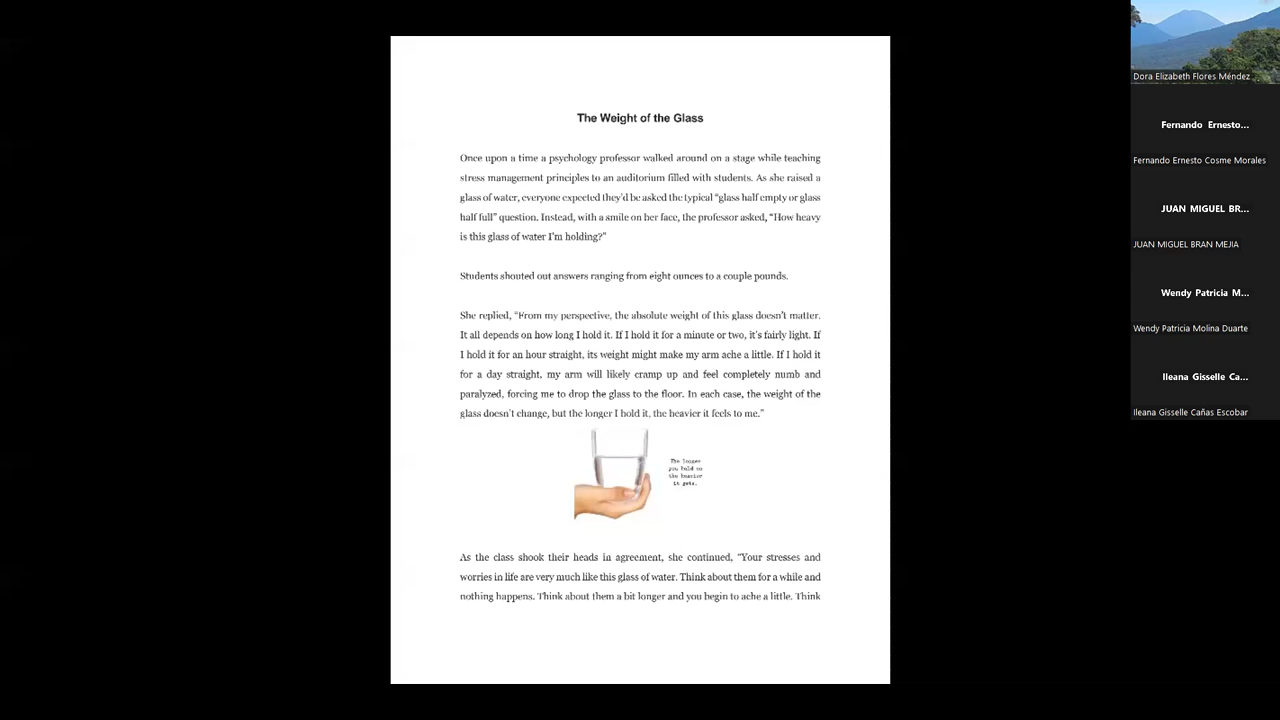 The Weight of the Glass
Once upon a time a psychology professor walked around on a stage while teaching
stress management principles to an auditorium filled with students. As she raised a
glass of water, everyone expected they'd be asked the typical “glass half empty or glass
half full” question. Instead, with a smile on her face, the professor asked, “How heavy
is this glass of water I'm holding?”
Students shouted out answers ranging from eight ounces to a couple pounds.
She replied, “From my perspective, the absolute weight of this glass doesn't matter.
It all depends on how long I hold it. If I hold it for a minute or two, it's fairly light. If
I hold it for an hour straight, its weight might make my arm ache a little. If I hold it
for a day straight, my arm will likely cramp up and feel completely numb and
paralyzed, forcing me to drop the glass to the floor. In each case, the weight of the
glass doesn't change, but the longer I hold it, the heavier it feels to me.”
The longer
you hold on
the heavier
it gets.
As the class shook their heads in agreement, she continued, “Your stresses and
worries in life are very much like this glass of water. Think about them for a while and
nothing happens. Think about them a bit longer and you begin to ache a little. Think
Dora Elizabeth Flores Méndez
Fernando Ernesto...
Fernando Ernesto Cosme Morales
JUAN MIGUEL BR...
JUAN MIGUEL BRAN MEJIA
Wendy Patricia M...
Wendy Patricia Molina Duarte
Ileana Gisselle Ca...
Ileana Gisselle Cañas Escobar